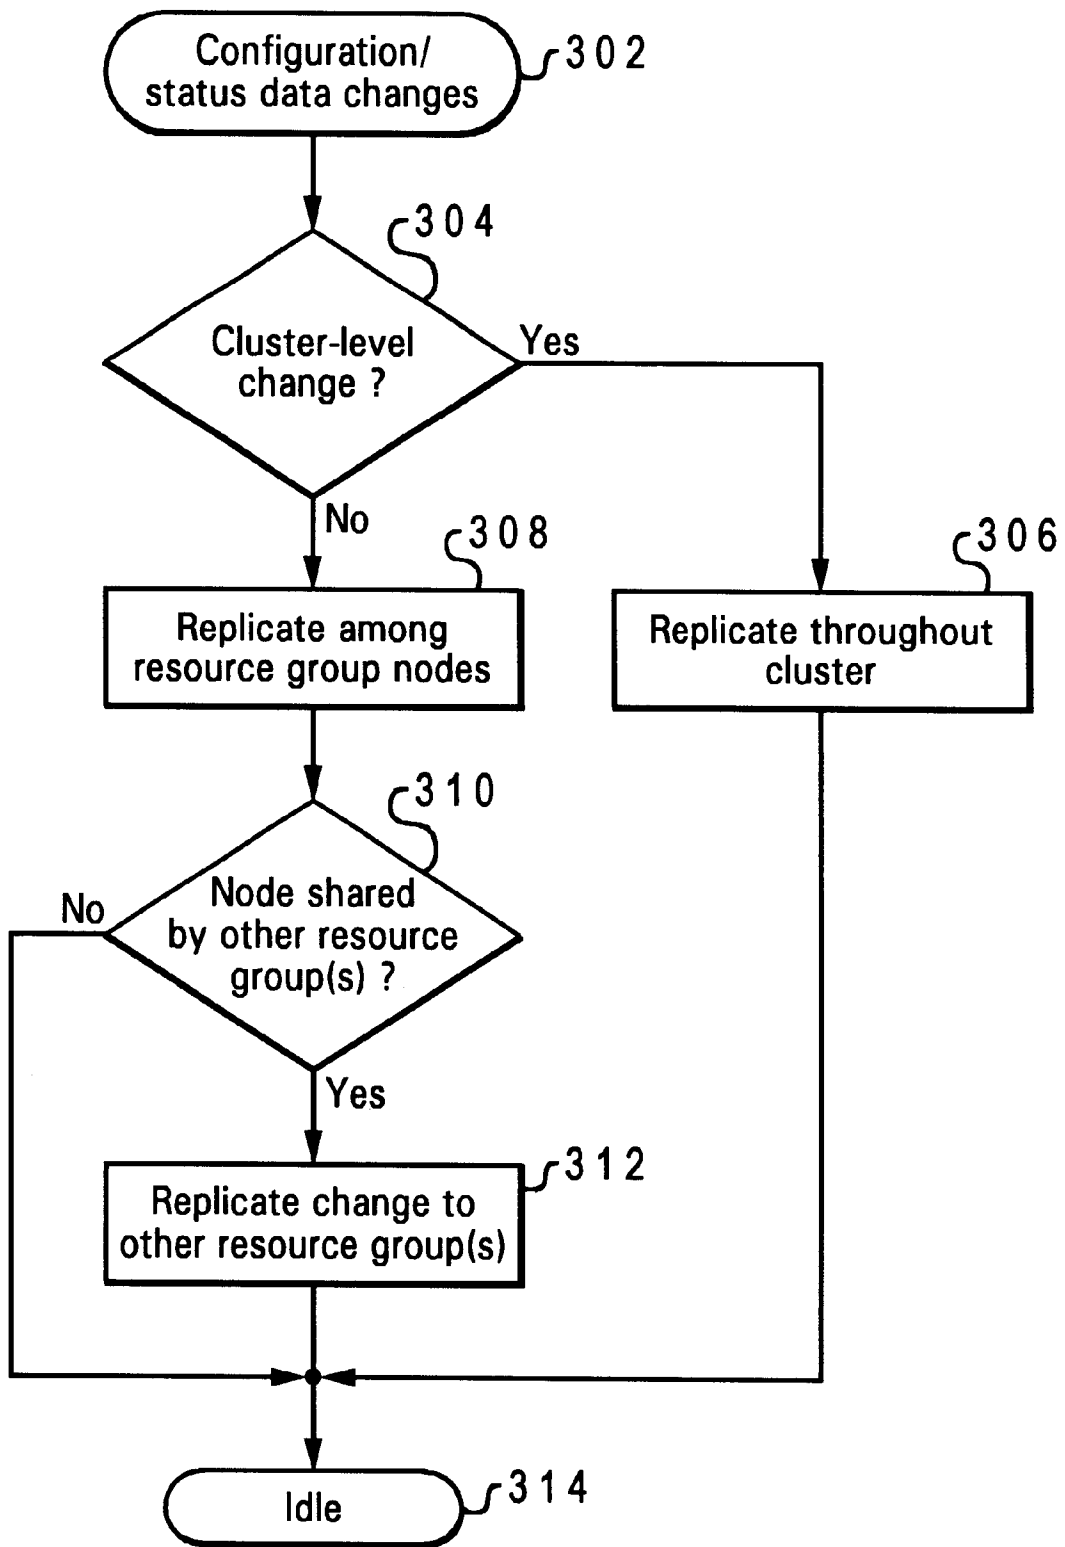 Configuration/
status data changes
302
304
Cluster-level
change ?
Yes
No
308
306
Replicate among
resource group nodes
Replicate throughout
cluster
310
Node shared
by other resource
group(s) ?
No
Yes
312
Replicate change to
other resource group(s)
Idle
314